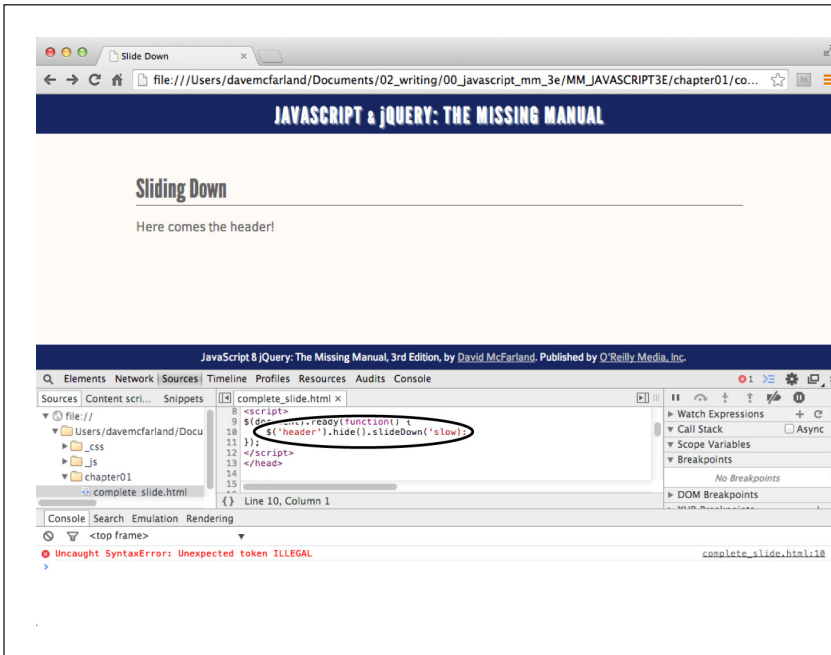 Slide Down
file:///Users/davemcfarland/Documents/02_writing/00_javascript_mm_3e/MM_JAVASCRIPT3E/chapter01/co...
JAVASCRIPT & jQUERY: THE MISSING MANUAL
Sliding Down
Here comes the header!
JavaScript & jQuery: The Missing Manual, 3rd Edition, by David McFarland. Published by O'Reilly Media, Inc.
Elements Network Sources Timeline Profiles Resources Audits Console 1
Sources Content scri... Snippets complete_slide.html ×
file://
Users/davemcfarland/Docu
_css
_js
chapter01
complete_slide.html
8 <script>
9 $(document).ready(function() {
10 $('header').hide().slideDown('slow);
11 });
12 </script>
13 </head>
14
15
{} Line 10, Column 1
Watch Expressions
Call Stack Async
Scope Variables
Breakpoints
No Breakpoints
DOM Breakpoints
Console Search Emulation Rendering
<top frame>
Uncaught SyntaxError: Unexpected token ILLEGAL complete_slide.html:10